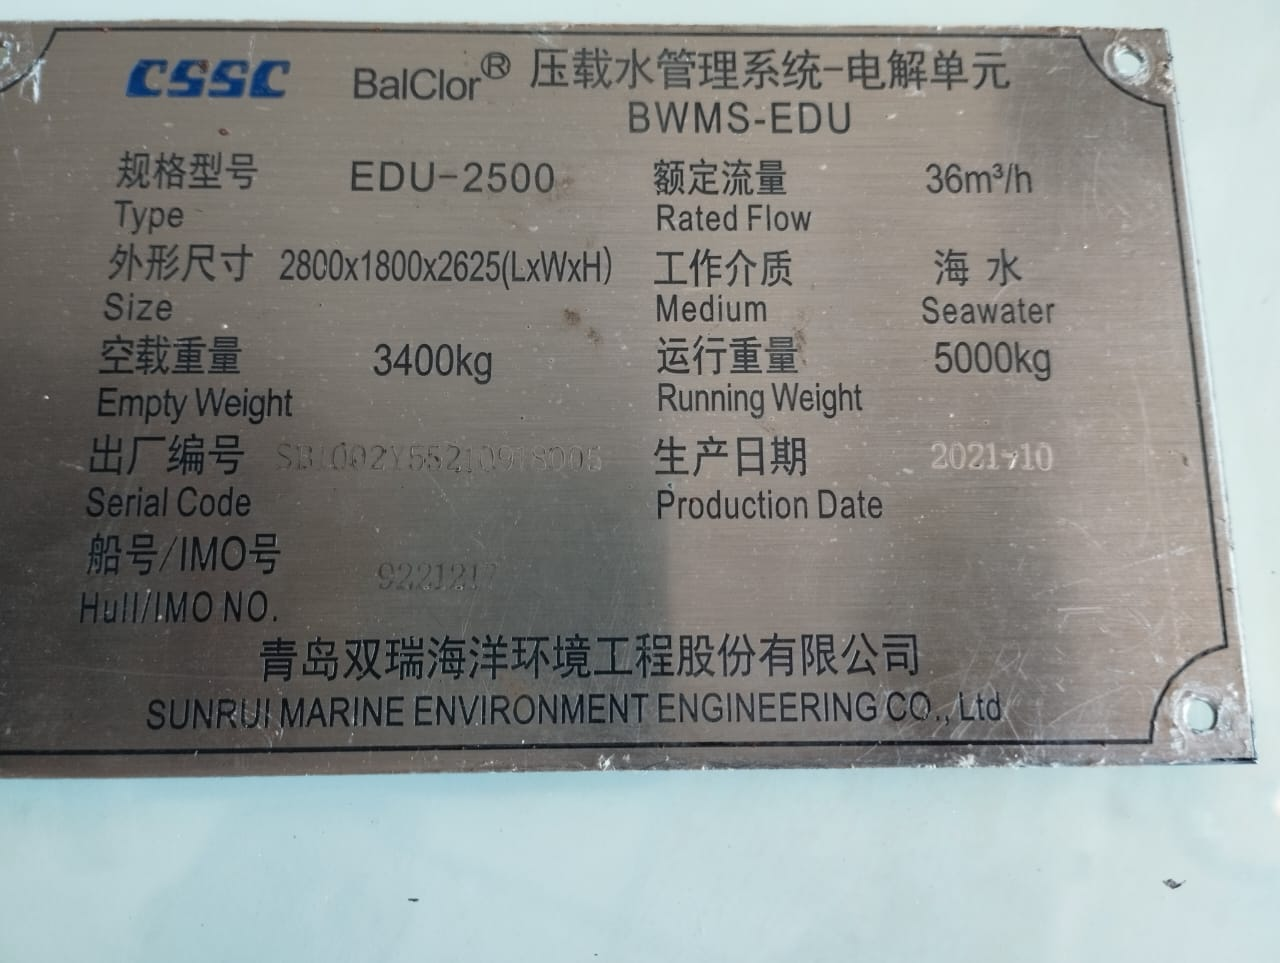 CSSC BalClor® 压载水管理系统-电解单元
BWMS-EDU
规格型号 EDU-2500 额定流量 36m³/h
Type Rated Flow
外形尺寸 2800x1800x2625(LxWxH) 工作介质 海水
Size Medium Seawater
空载重量 3400kg 运行重量 5000kg
Empty Weight Running Weight
出厂编号 SB1002Y55210918005 生产日期 2021-10
Serial Code Production Date
船号/IMO号 9221217
Hull/IMO NO.
青岛双瑞海洋环境工程股份有限公司
SUNRUI MARINE ENVIRONMENT ENGINEERING CO., Ltd